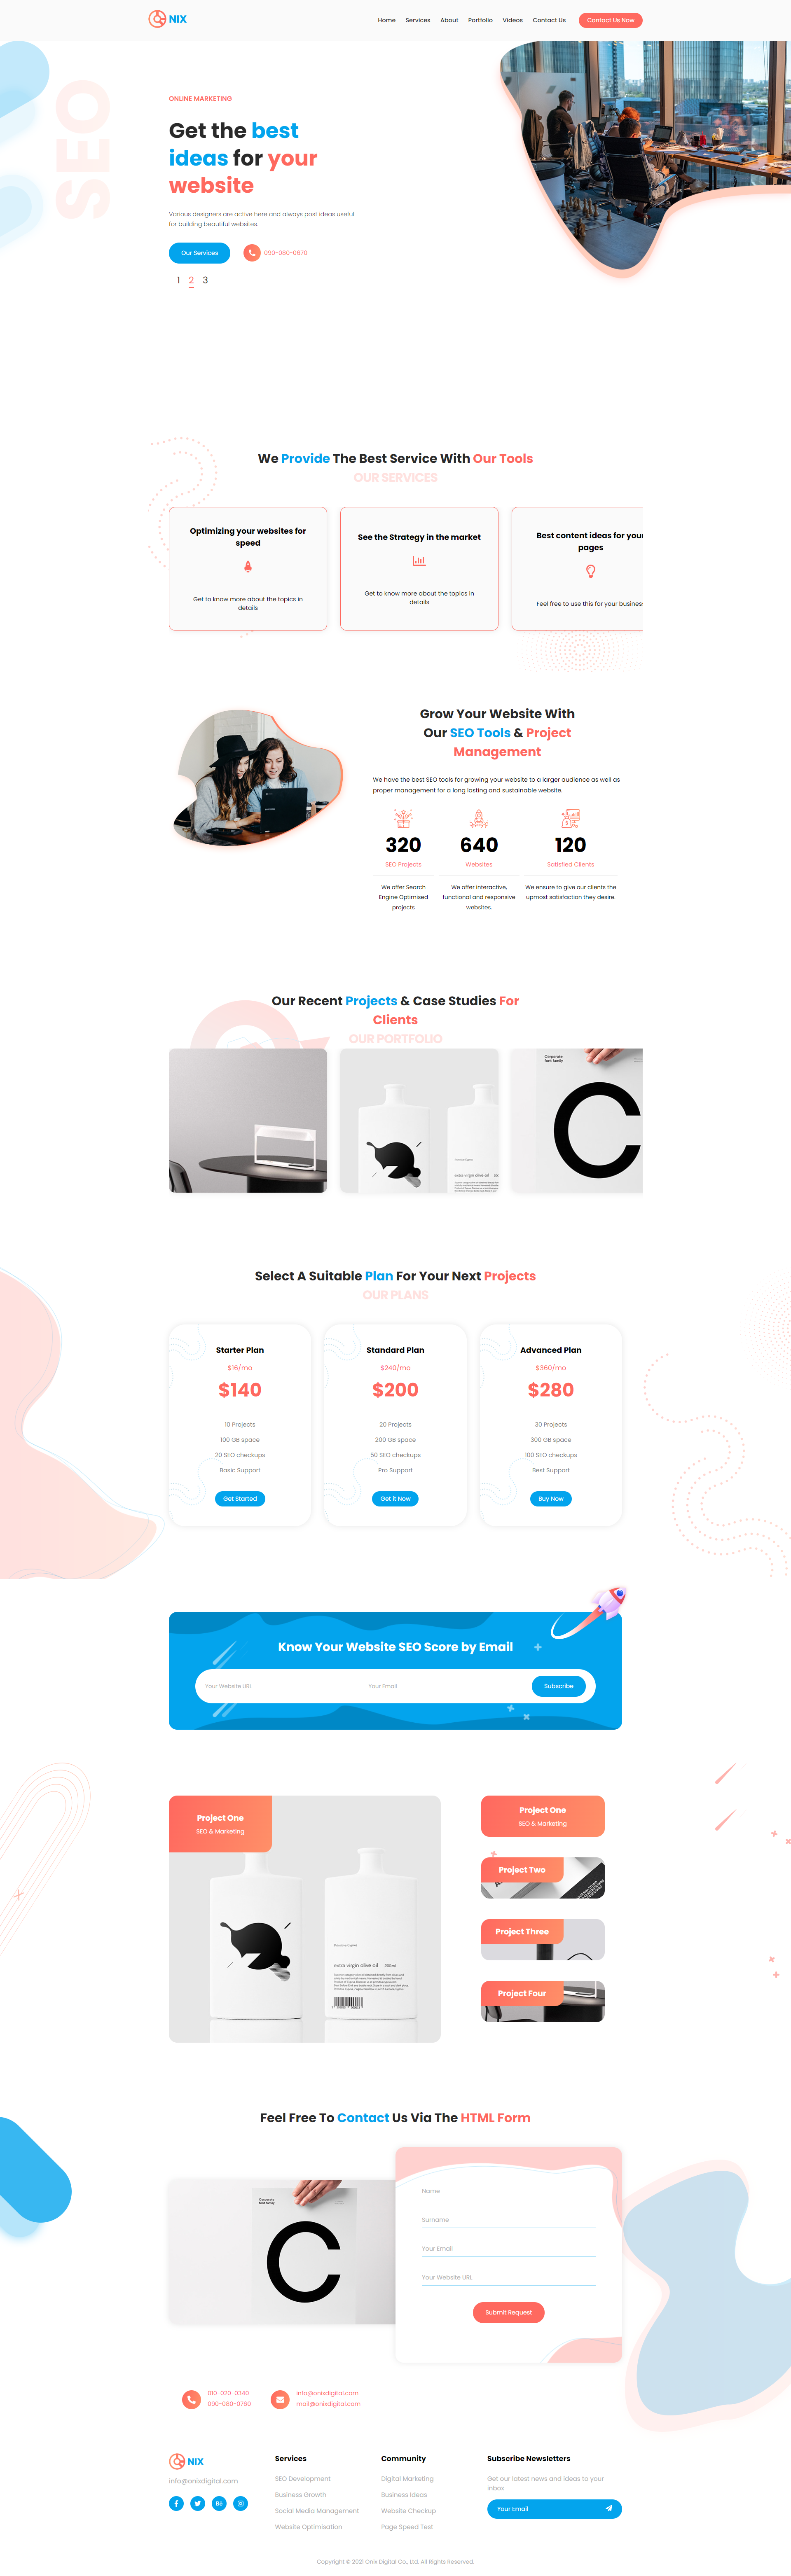 NIX
Home Services About Portfolio Videos Contact Us Contact Us Now
SEO
ONLINE MARKETING
Get the best
ideas for your
website
Various designers are active here and always post ideas useful
for building beautiful websites.
Our Services 090-080-0670
1 2 3
We Provide The Best Service With Our Tools
OUR SERVICES
Optimizing your websites for
speed
Get to know more about the topics in
details
See the Strategy in the market
Get to know more about the topics in
details
Best content ideas for your
pages
Feel free to use this for your busines
Grow Your Website With
Our SEO Tools & Project
Management
We have the best SEO tools for growing your website to a larger audience as well as
proper management for a long lasting and sustainable website.
320
SEO Projects
We offer Search
Engine Optimised
projects
640
Websites
We offer interactive,
functional and responsive
websites.
120
Satisfied Clients
We ensure to give our clients the
upmost satisfaction they desire.
Our Recent Projects & Case Studies For
Clients
OUR PORTFOLIO
extra virgin olive oil
Corporate
font family
C
Select A Suitable Plan For Your Next Projects
OUR PLANS
Starter Plan
$16/mo
$140
10 Projects
100 GB space
20 SEO checkups
Basic Support
Get Started
Standard Plan
$240/mo
$200
20 Projects
200 GB space
50 SEO checkups
Pro Support
Get it Now
Advanced Plan
$360/mo
$280
30 Projects
300 GB space
100 SEO checkups
Best Support
Buy Now
Know Your Website SEO Score by Email
Your Website URL Your Email Subscribe
Project One
SEO & Marketing
extra virgin olive oil
Project One
SEO & Marketing
Project Two
Project Three
Project Four
Feel Free To Contact Us Via The HTML Form
Corporate
font family
C
Name
Surname
Your Email
Your Website URL
Submit Request
010-020-0340
090-080-0760
info@onixdigital.com
mail@onixdigital.com
NIX
info@onixdigital.com
Services
SEO Development
Business Growth
Social Media Management
Website Optimisation
Community
Digital Marketing
Business Ideas
Website Checkup
Page Speed Test
Subscribe Newsletters
Get our latest news and ideas to your
inbox
Your Email
Copyright © 2021 Onix Digital Co., Ltd. All Rights Reserved.